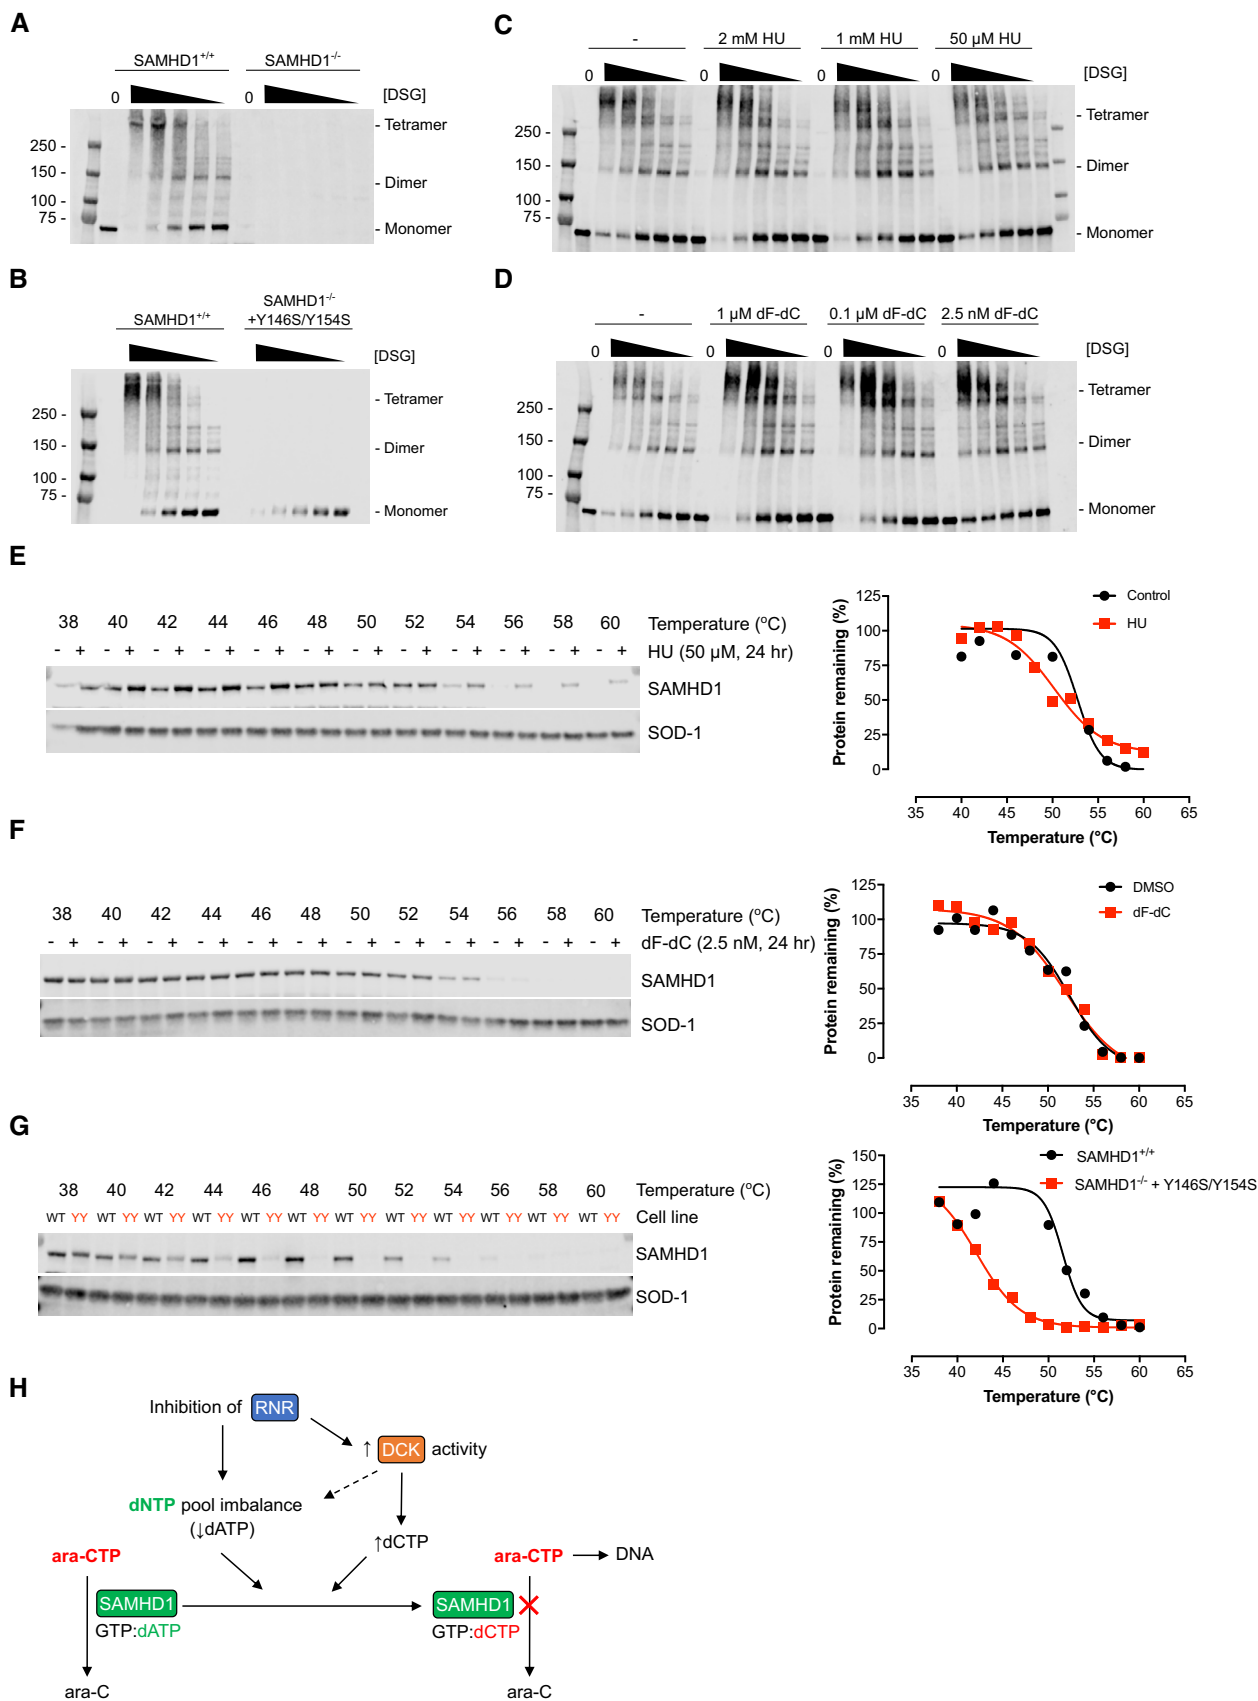 A
SAMHD1+/+ SAMHD1-/-
0 0 [DSG]
250 -
150 -
100 -
75 -
- Tetramer
- Dimer
- Monomer
B
SAMHD1+/+ SAMHD1-/- +Y146S/Y154S
[DSG]
250 -
150 -
100 -
75 -
- Tetramer
- Dimer
- Monomer
C
- 2 mM HU 1 mM HU 50 µM HU
0 0 0 0 [DSG]
250 -
150 -
100 -
75 -
- Tetramer
- Dimer
- Monomer
D
- 1 µM dF-dC 0.1 µM dF-dC 2.5 nM dF-dC
0 0 0 0 [DSG]
250 -
150 -
100 -
75 -
- Tetramer
- Dimer
- Monomer
E
38 40 42 44 46 48 50 52 54 56 58 60 Temperature (°C)
- + - + - + - + - + - + - + - + - + - + - + - + HU (50 µM, 24 hr)
SAMHD1
SOD-1
Protein remaining (%)
125
100
75
50
25
0
Control
HU
35 40 45 50 55 60 65
Temperature (°C)
F
38 40 42 44 46 48 50 52 54 56 58 60 Temperature (°C)
- + - + - + - + - + - + - + - + - + - + - + - + dF-dC (2.5 nM, 24 hr)
SAMHD1
SOD-1
Protein remaining (%)
125
100
75
50
25
0
DMSO
dF-dC
35 40 45 50 55 60 65
Temperature (°C)
G
38 40 42 44 46 48 50 52 54 56 58 60 Temperature (°C)
WT YY WT YY WT YY WT YY WT YY WT YY WT YY WT YY WT YY WT YY WT YY WT YY Cell line
SAMHD1
SOD-1
Protein remaining (%)
150
125
100
75
50
25
0
SAMHD1+/+
SAMHD1-/- + Y146S/Y154S
35 40 45 50 55 60 65
Temperature (°C)
H
Inhibition of RNR
↑ DCK activity
dNTP pool imbalance
(↓dATP)
↑dCTP
ara-CTP
ara-CTP → DNA
SAMHD1
GTP:dATP
SAMHD1
GTP:dCTP
ara-C
ara-C